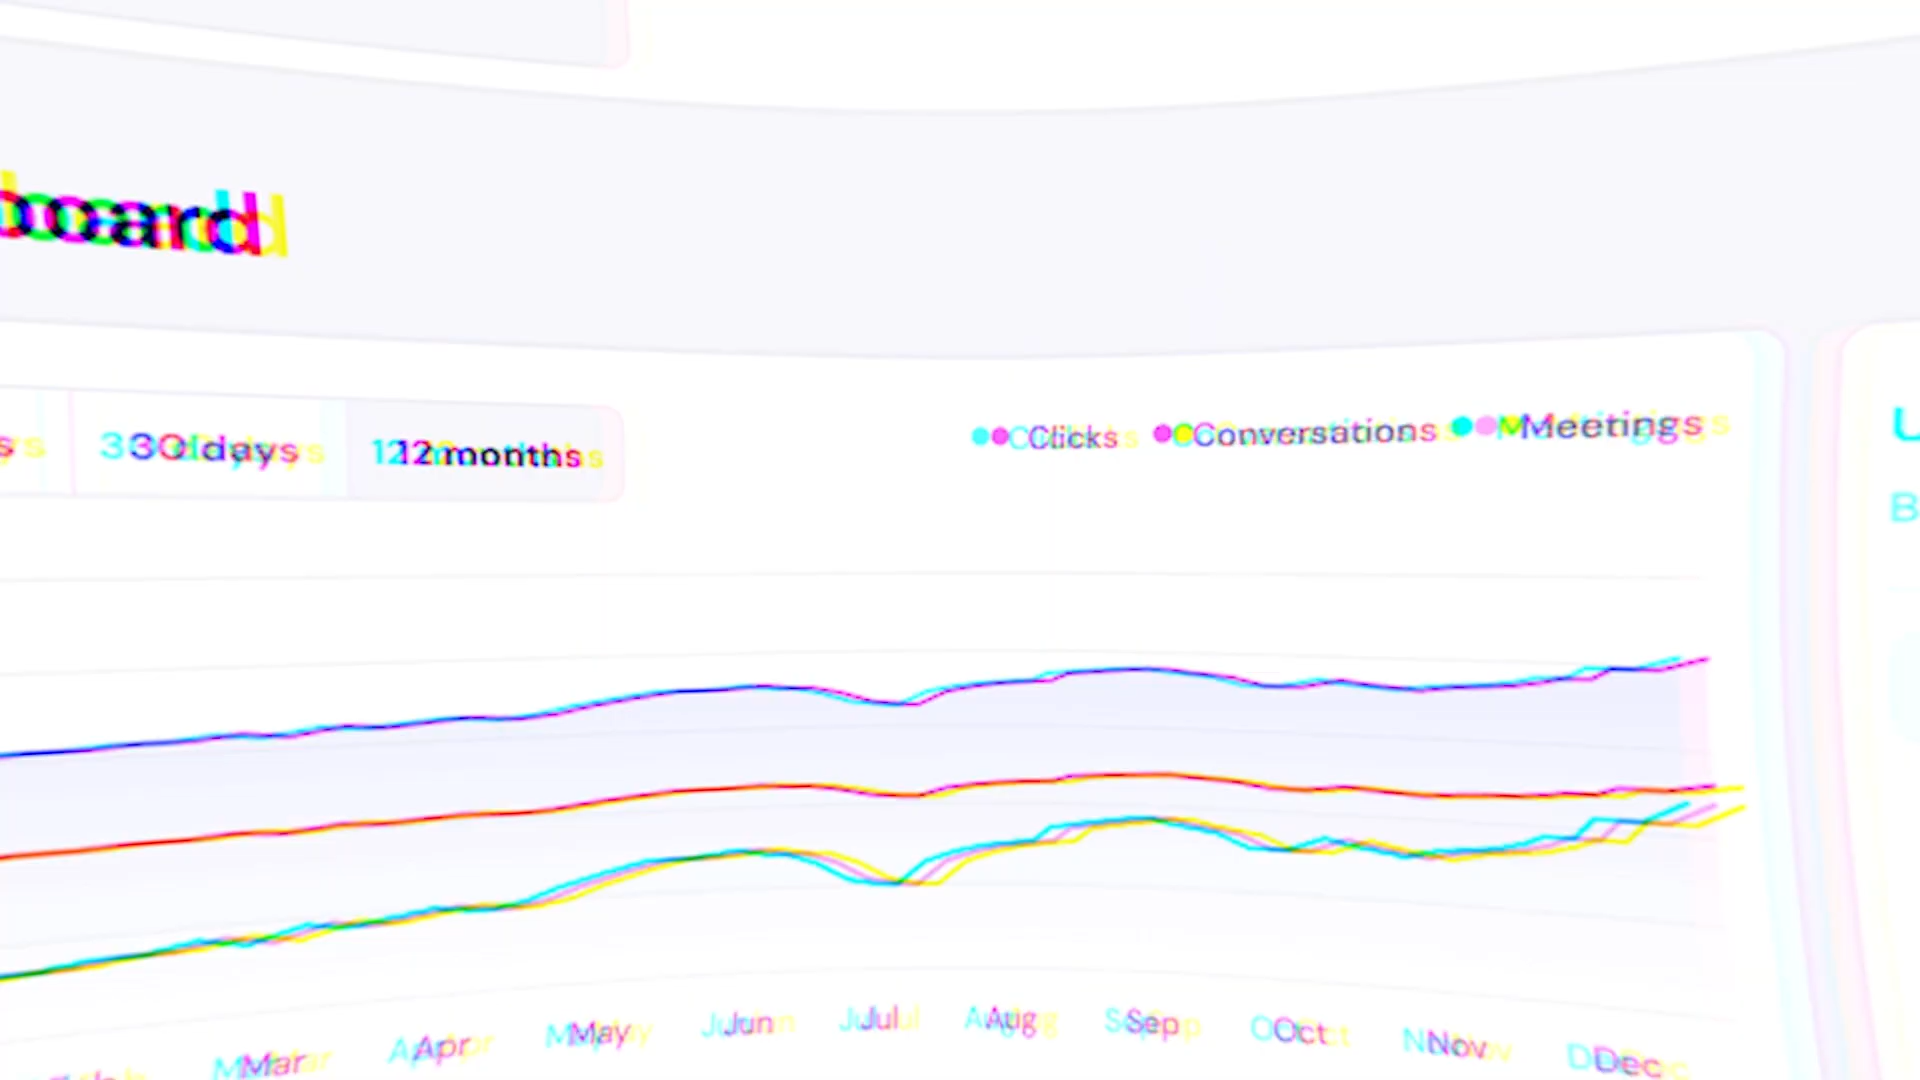 board
30 days 12 months
Clicks Conversations Meetings
Mar Apr May Jun Jul Aug Sep Oct Nov Dec